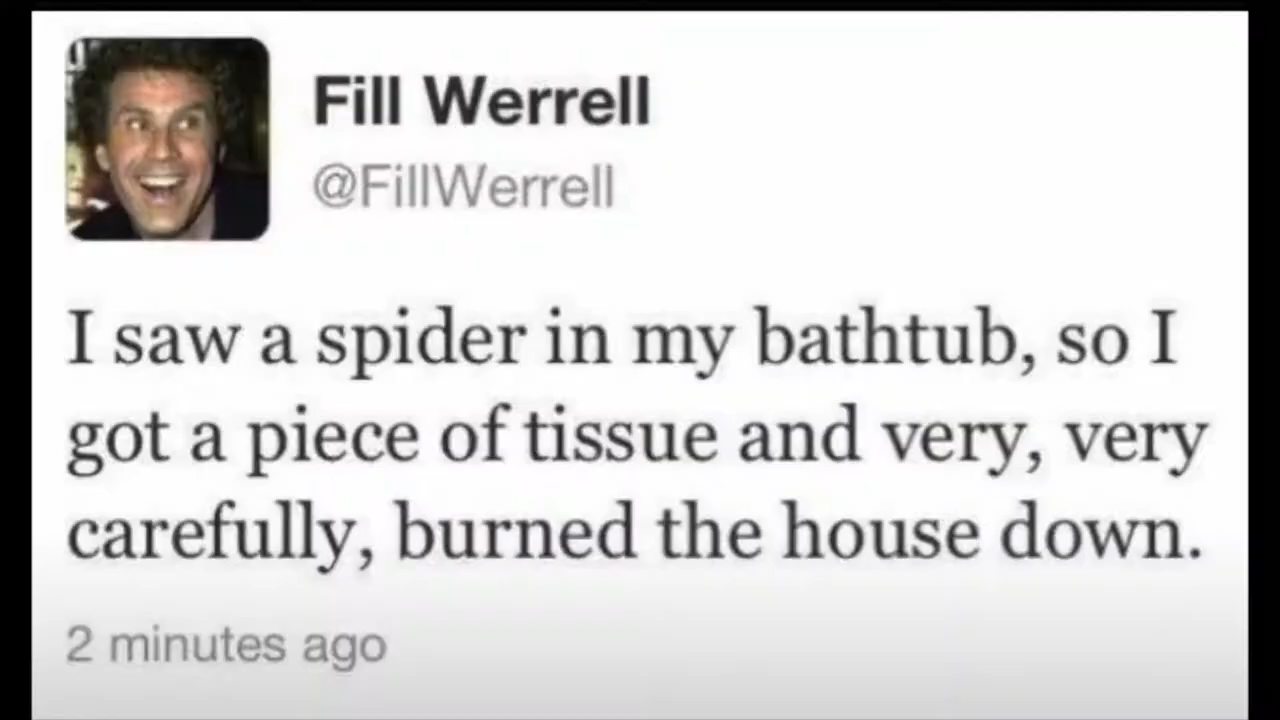 Fill Werrell
@FillWerrell
I saw a spider in my bathtub, so I
got a piece of tissue and very, very
carefully, burned the house down.
2 minutes ago